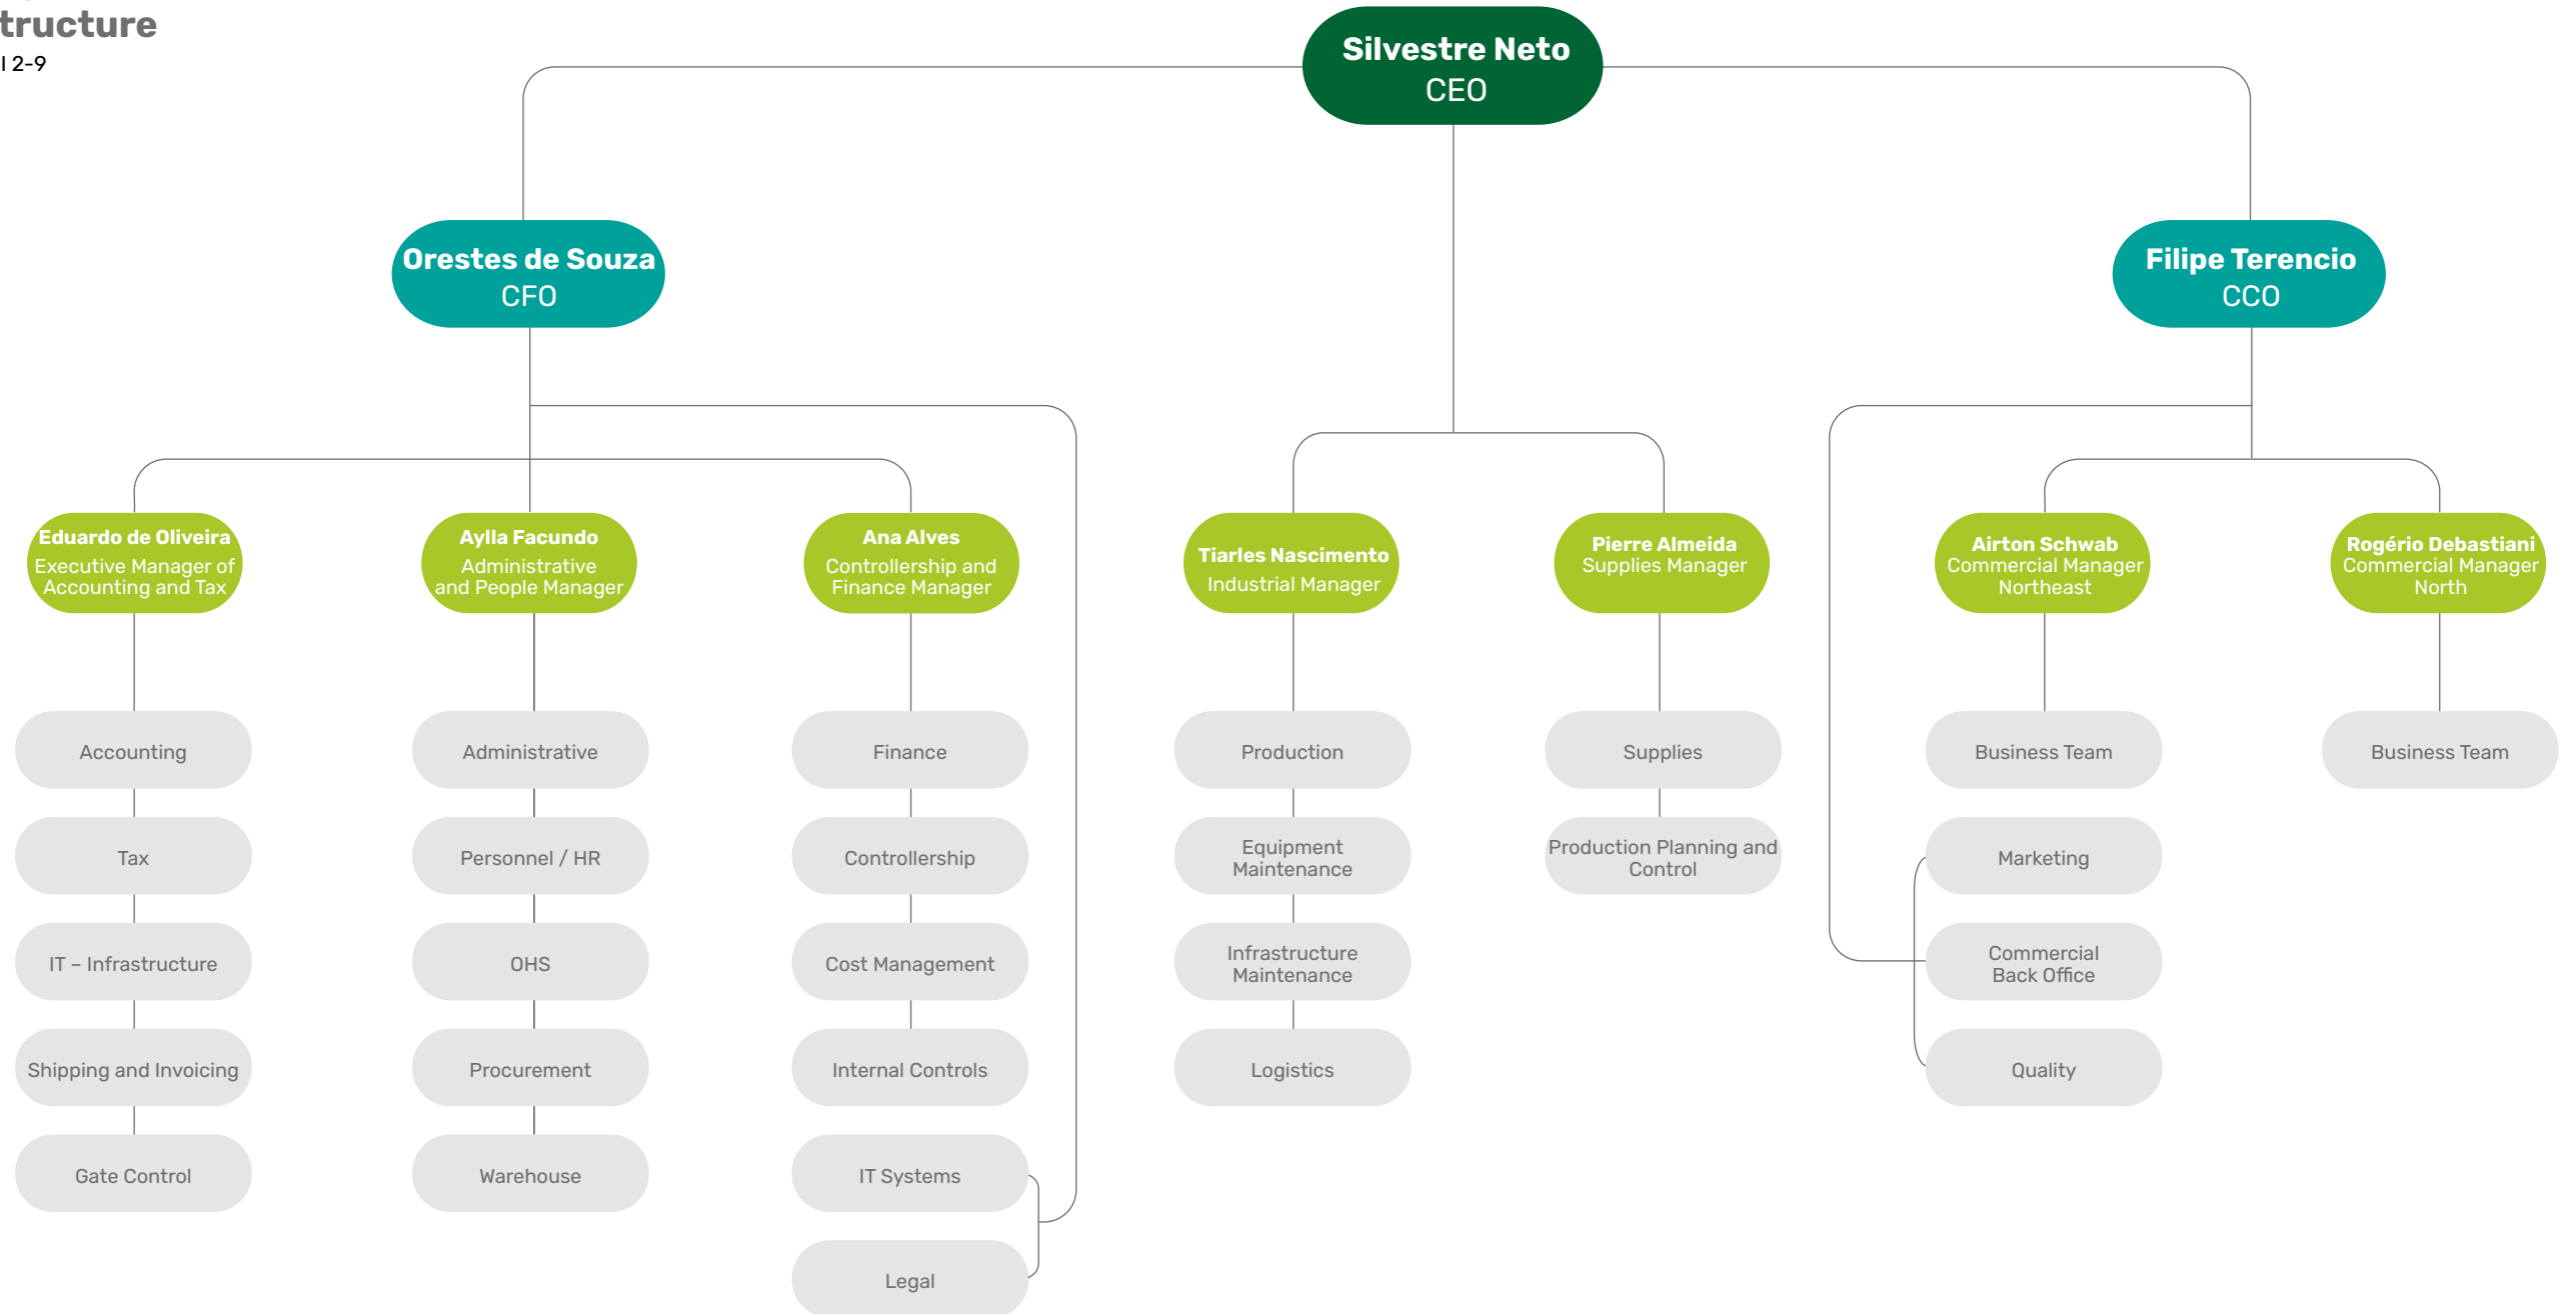 tructure
2-9
Silvestre Neto
CEO
Orestes de Souza
CFO
Filipe Terencio
CCO
Eduardo de Oliveira
Executive Manager of
Accounting and Tax
Aylla Facundo
Administrative
and People Manager
Ana Alves
Controllership and
Finance Manager
Tiarles Nascimento
Industrial Manager
Pierre Almeida
Supplies Manager
Airton Schwab
Commercial Manager
Northeast
Rogério Debastiani
Commercial Manager
North
Accounting
Tax
IT – Infrastructure
Shipping and Invoicing
Gate Control
Administrative
Personnel / HR
OHS
Procurement
Warehouse
Finance
Controllership
Cost Management
Internal Controls
IT Systems
Legal
Production
Equipment
Maintenance
Infrastructure
Maintenance
Logistics
Supplies
Production Planning and
Control
Business Team
Marketing
Commercial
Back Office
Quality
Business Team